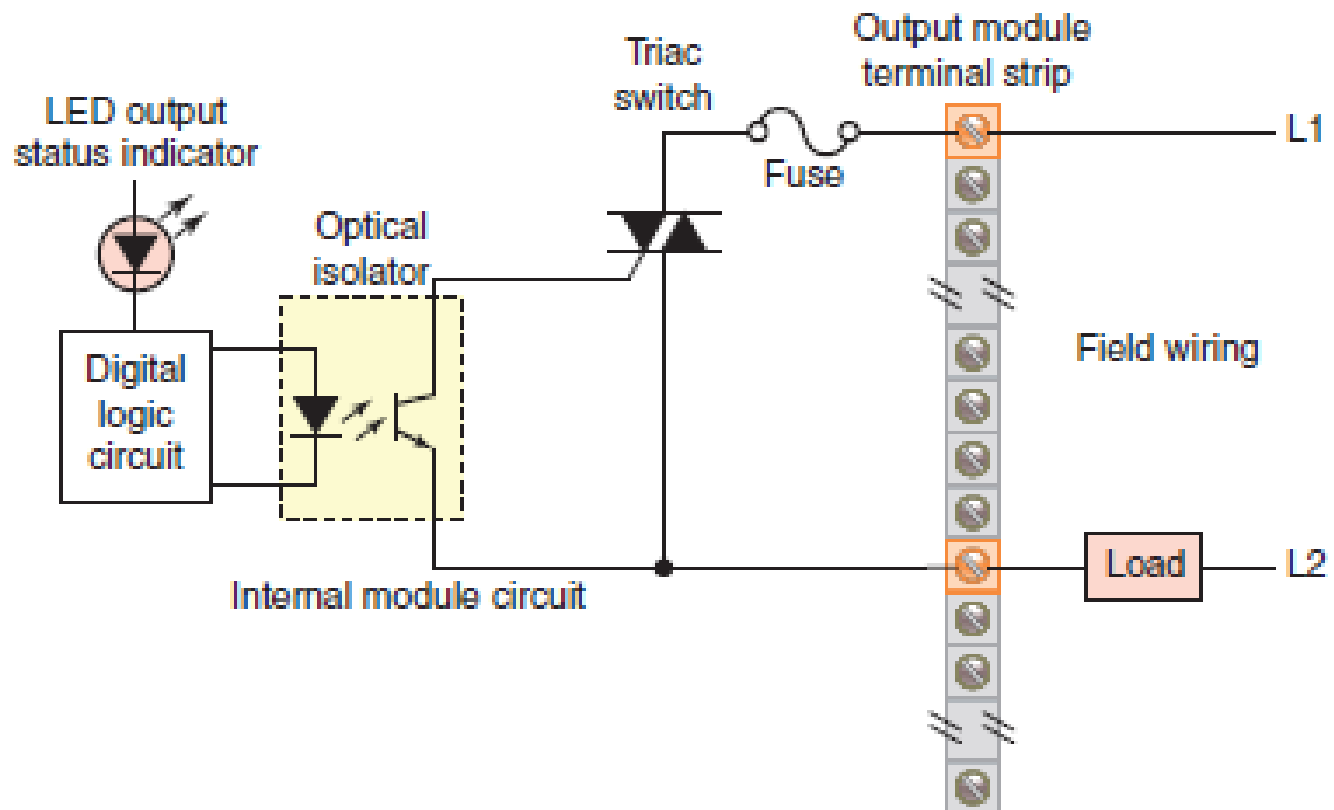 Output module
terminal strip
Triac
switch
LED output
status indicator
L1
Fuse
Optical
isolator
Field wiring
Digital
logic
circuit
Load
L2
Internal module circuit